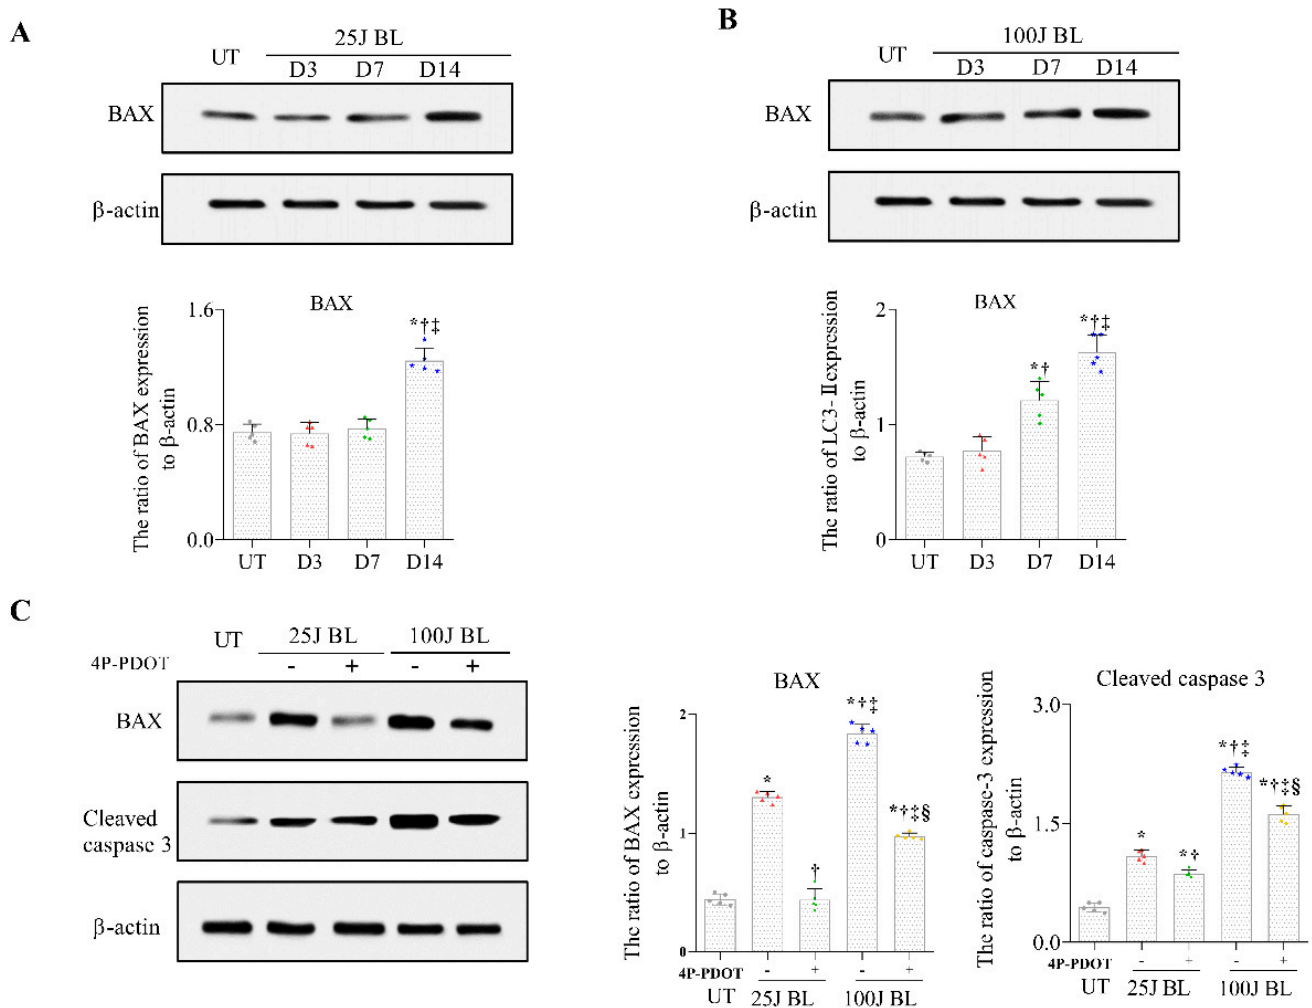 A
25J BL
UT
D3 D7 D14
BAX
β-actin
BAX
The ratio of BAX expression
to β-actin
1.6
0.8
0.0
*†‡
UT D3 D7 D14
B
100J BL
UT
D3 D7 D14
BAX
β-actin
BAX
The ratio of LC3-Ⅱexpression
to β-actin
2
1
0
*†
*†‡
UT D3 D7 D14
C
UT 25J BL 100J BL
4P-PDOT - + - +
BAX
Cleaved
caspase 3
β-actin
BAX
The ratio of BAX expression
to β-actin
2
1
0
*
†
*†‡
*†‡§
4P-PDOT - + - +
UT 25J BL 100J BL
Cleaved caspase 3
The ratio of caspase-3 expression
to β-actin
3.0
1.5
0.0
*
*†
*†‡
*†‡§
4P-PDOT - + - +
UT 25J BL 100J BL